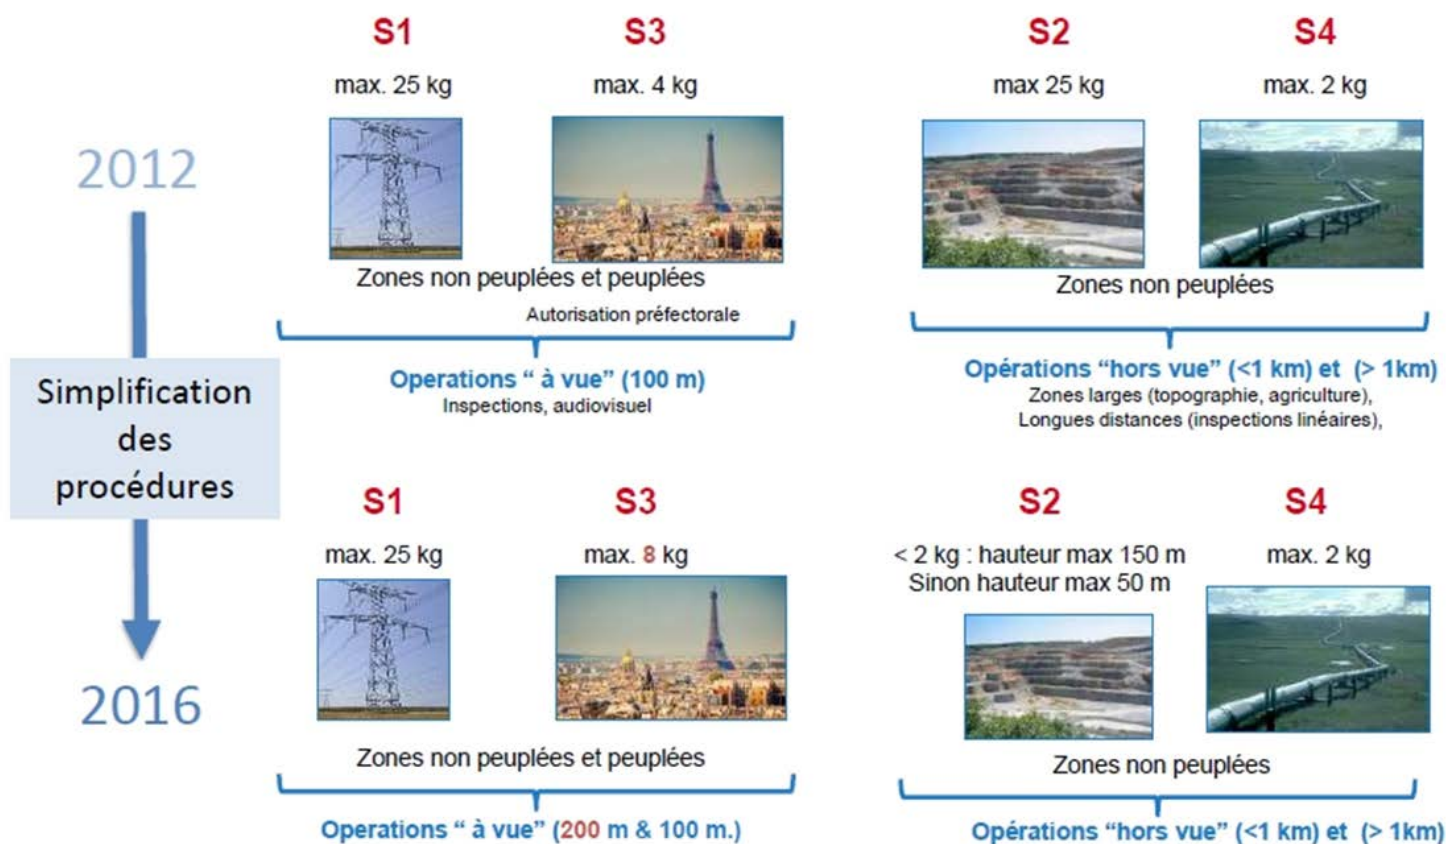 S1
S3
S2
S4
max. 25 kg
max. 4 kg
max 25 kg
max. 2 kg
2012
Zones non peuplées et peuplées
Autorisation préfectorale
Zones non peuplées
Operations “ à vue” (100 m)
Inspections, audiovisuel
Opérations “hors vue” (<1 km) et (> 1km)
Zones larges (topographie, agriculture),
Longues distances (inspections linéaires),
Simplification
des
procédures
S1
S3
S2
S4
max. 25 kg
max. 8 kg
< 2 kg : hauteur max 150 m
Sinon hauteur max 50 m
max. 2 kg
2016
Zones non peuplées et peuplées
Zones non peuplées
Operations “ à vue” (200 m & 100 m.)
Opérations “hors vue” (<1 km) et (> 1km)